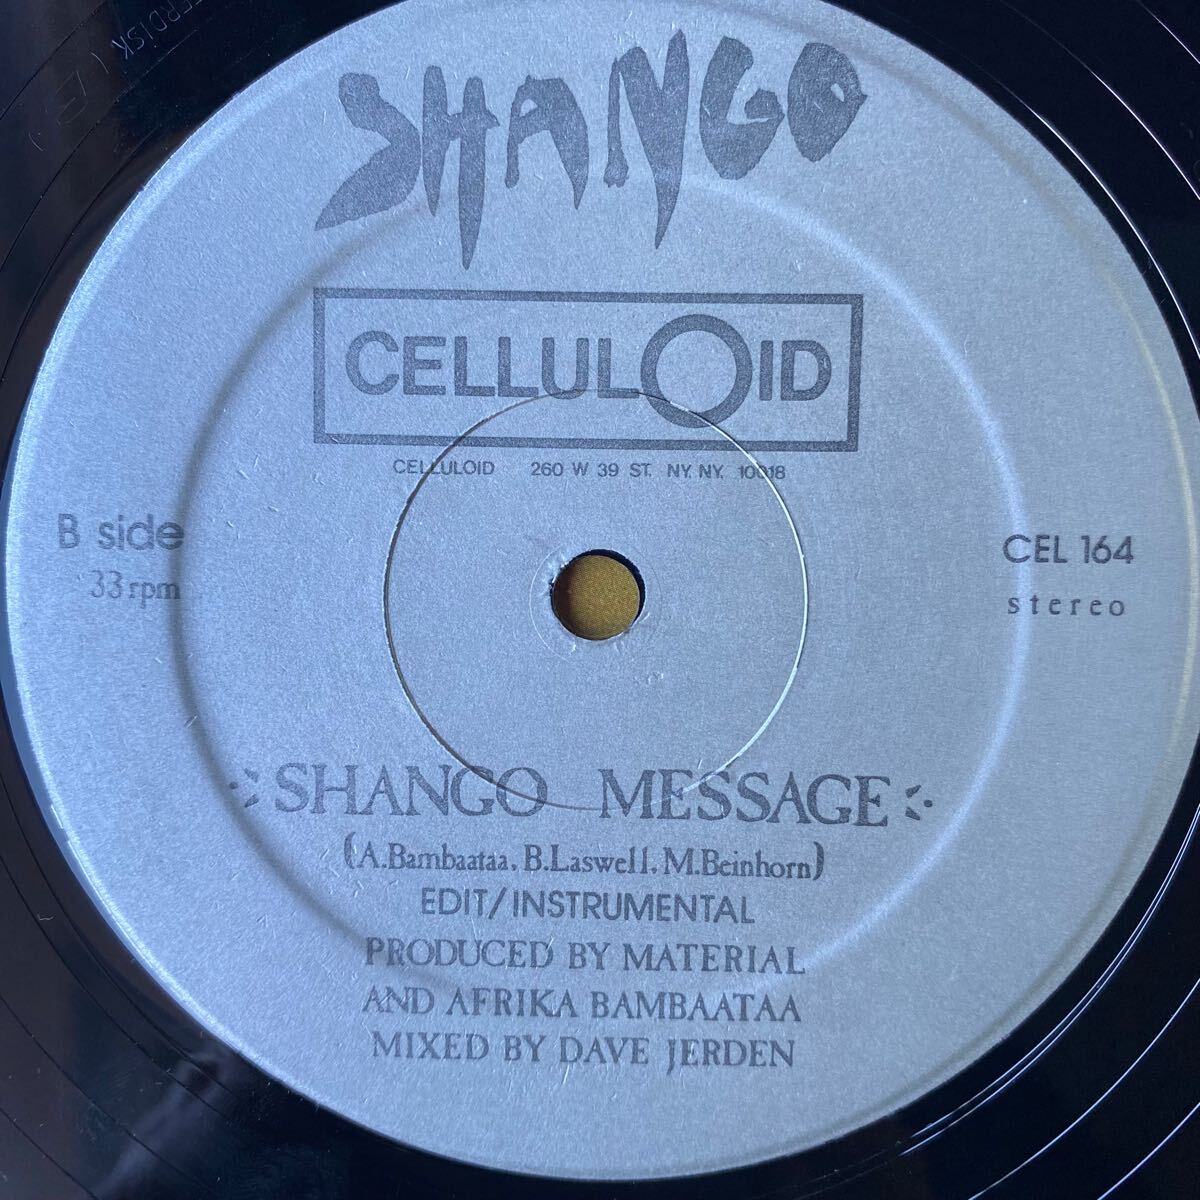 SHANGO
CELLULOID
CELLULOID 260 W 39 ST. NY. NY. 10018
B side
33 rpm
CEL 164
stereo
SHANGO MESSAGE
(A.Bambaataa, B.Laswell, M.Beinhorn)
EDIT/INSTRUMENTAL
PRODUCED BY MATERIAL
AND AFRIKA BAMBAATAA
MIXED BY DAVE JERDEN